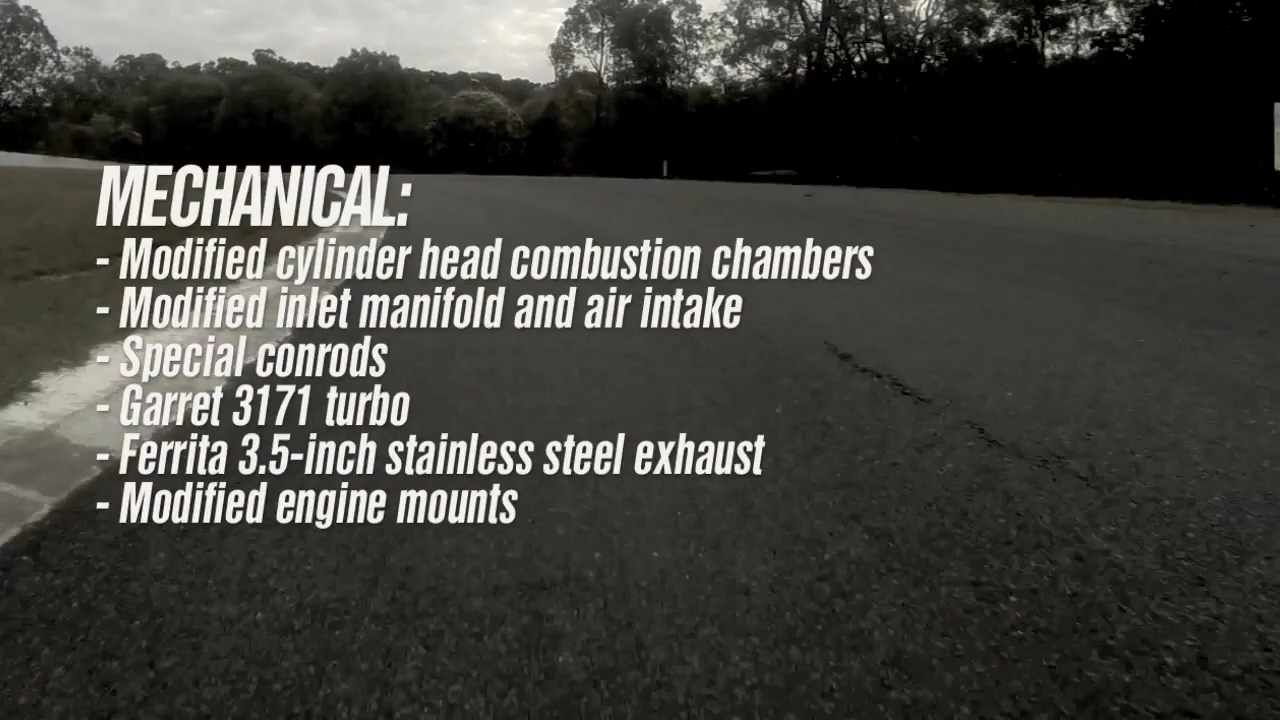 MECHANICAL:
- Modified cylinder head combustion chambers
- Modified inlet manifold and air intake
- Special conrods
- Garret 3171 turbo
- Ferrita 3.5-inch stainless steel exhaust
- Modified engine mounts